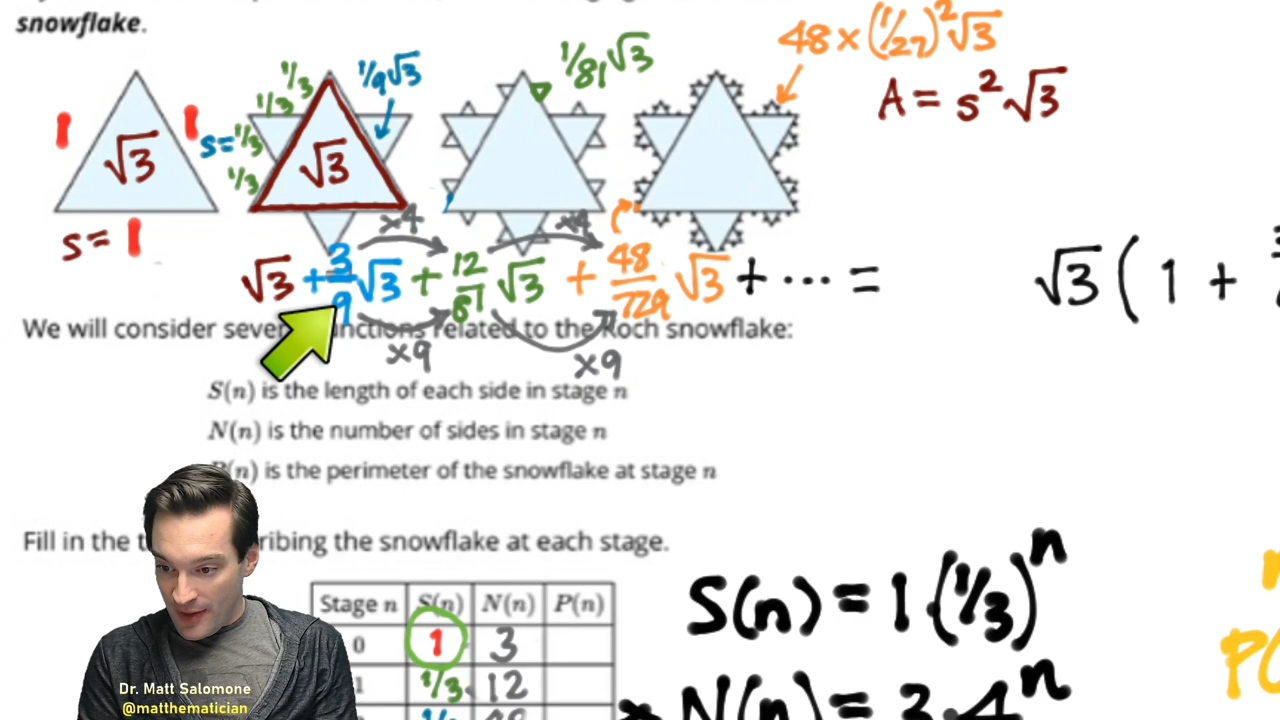 snowflake.
48 × (1/27)²√3
1/3 1/3 1/9√3 1/81√3
A = s²√3
1 √3 1 s= 1/3 1/3 √3
s = 1
×4 ×4
√3 + 3/9 √3 + 12/81 √3 + 48/729 √3 + ... = √3 ( 1 +
We will consider functions related to the Koch snowflake:
×9 ×9
S(n) is the length of each side in stage n
N(n) is the number of sides in stage n
(n) is the perimeter of the snowflake at stage n
Fill in the ribing the snowflake at each stage.
S(n) = 1·(1/3)ⁿ
Stage n S(n) N(n) P(n)
0 1 3
1/3 12
N(n) = 3·4ⁿ
Dr. Matt Salomone
@matthematician